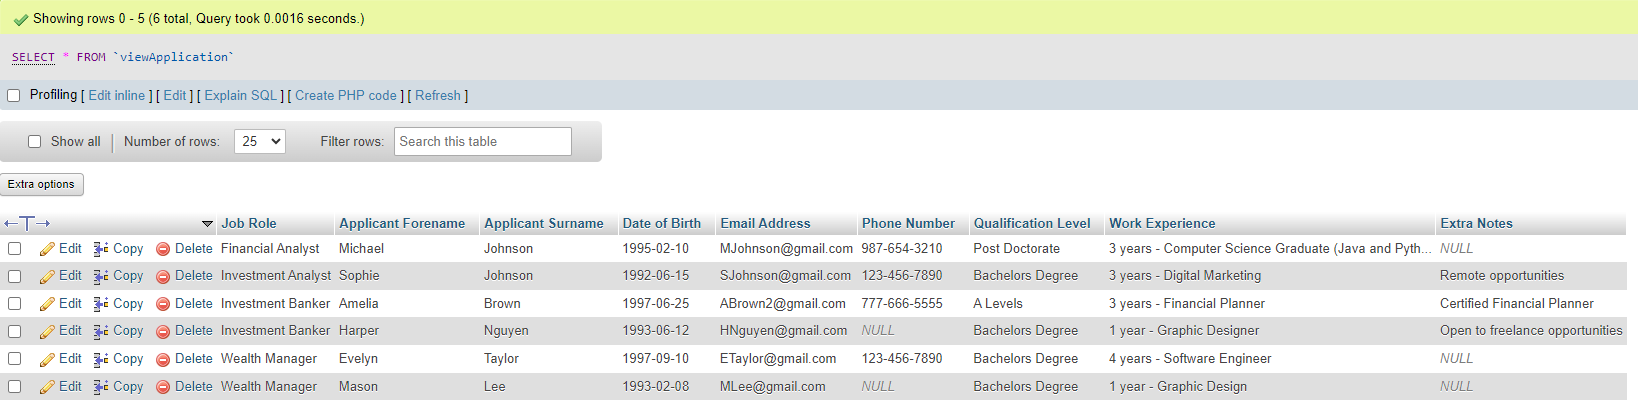 Showing rows 0 - 5 (6 total, Query took 0.0016 seconds.)
SELECT * FROM `viewApplication`
Profiling [ Edit inline ] [ Edit ] [ Explain SQL ] [ Create PHP code ] [ Refresh ]
Show all Number of rows: 25 Filter rows: Search this table
Extra options
←T→ Job Role Applicant Forename Applicant Surname Date of Birth Email Address Phone Number Qualification Level Work Experience Extra Notes
Edit Copy Delete Financial Analyst Michael Johnson 1995-02-10 MJohnson@gmail.com 987-654-3210 Post Doctorate 3 years - Computer Science Graduate (Java and Pyth... NULL
Edit Copy Delete Investment Analyst Sophie Johnson 1992-06-15 SJohnson@gmail.com 123-456-7890 Bachelors Degree 3 years - Digital Marketing Remote opportunities
Edit Copy Delete Investment Banker Amelia Brown 1997-06-25 ABrown2@gmail.com 777-666-5555 A Levels 3 years - Financial Planner Certified Financial Planner
Edit Copy Delete Investment Banker Harper Nguyen 1993-06-12 HNguyen@gmail.com NULL Bachelors Degree 1 year - Graphic Designer Open to freelance opportunities
Edit Copy Delete Wealth Manager Evelyn Taylor 1997-09-10 ETaylor@gmail.com 123-456-7890 Bachelors Degree 4 years - Software Engineer NULL
Edit Copy Delete Wealth Manager Mason Lee 1993-02-08 MLee@gmail.com NULL Bachelors Degree 1 year - Graphic Design NULL